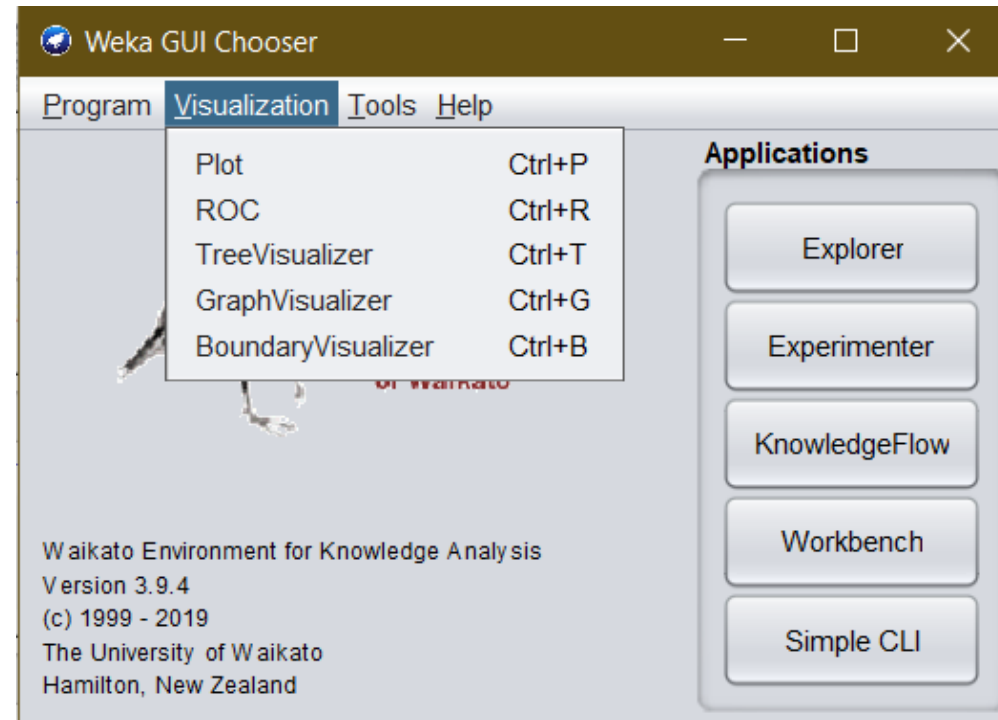 Weka GUI Chooser
Program Visualization Tools Help
Plot Ctrl+P
ROC Ctrl+R
TreeVisualizer Ctrl+T
GraphVisualizer Ctrl+G
BoundaryVisualizer Ctrl+B
of Waikato
Applications
Explorer
Experimenter
KnowledgeFlow
Workbench
Simple CLI
Waikato Environment for Knowledge Analysis
Version 3.9.4
(c) 1999 - 2019
The University of Waikato
Hamilton, New Zealand